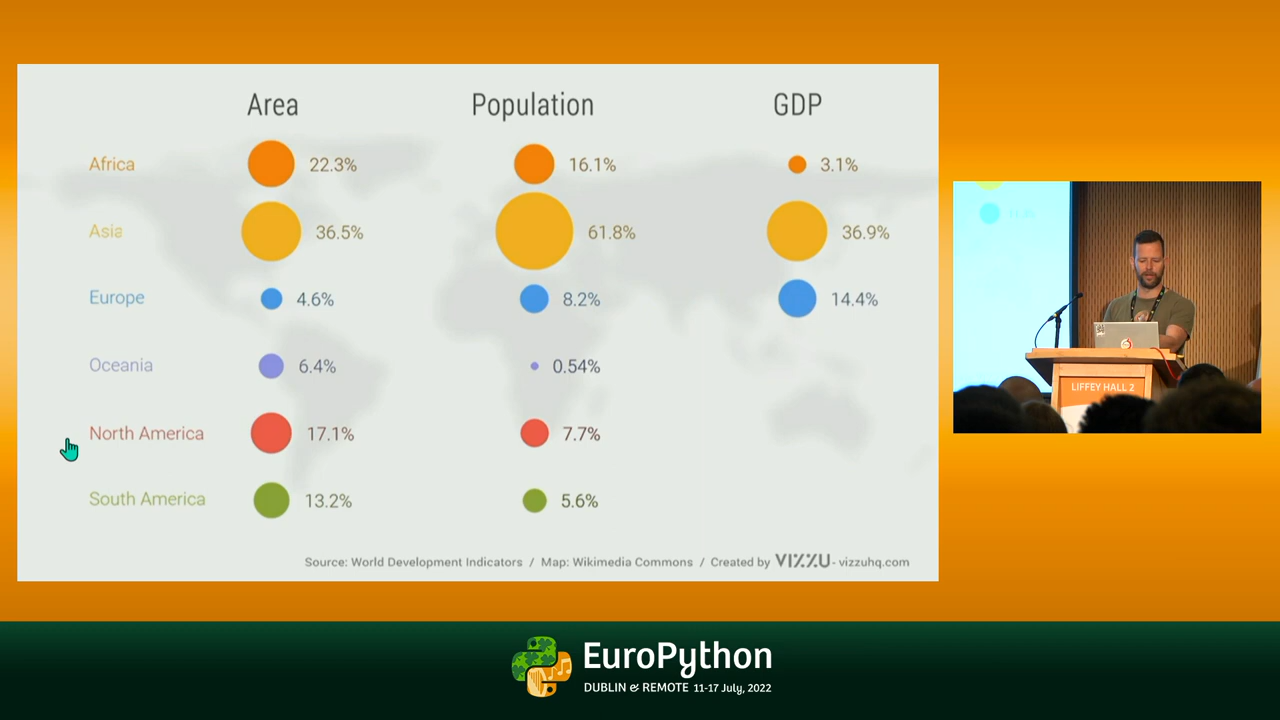 Area Population GDP
Africa 22.3% 16.1% 3.1%
Asia 36.5% 61.8% 36.9%
Europe 4.6% 8.2% 14.4%
Oceania 6.4% 0.54%
North America 17.1% 7.7%
South America 13.2% 5.6%
Source: World Development Indicators / Map: Wikimedia Commons / Created by VIZZU - vizzuhq.com
LIFFEY HALL 2
EuroPython
DUBLIN & REMOTE 11-17 July, 2022